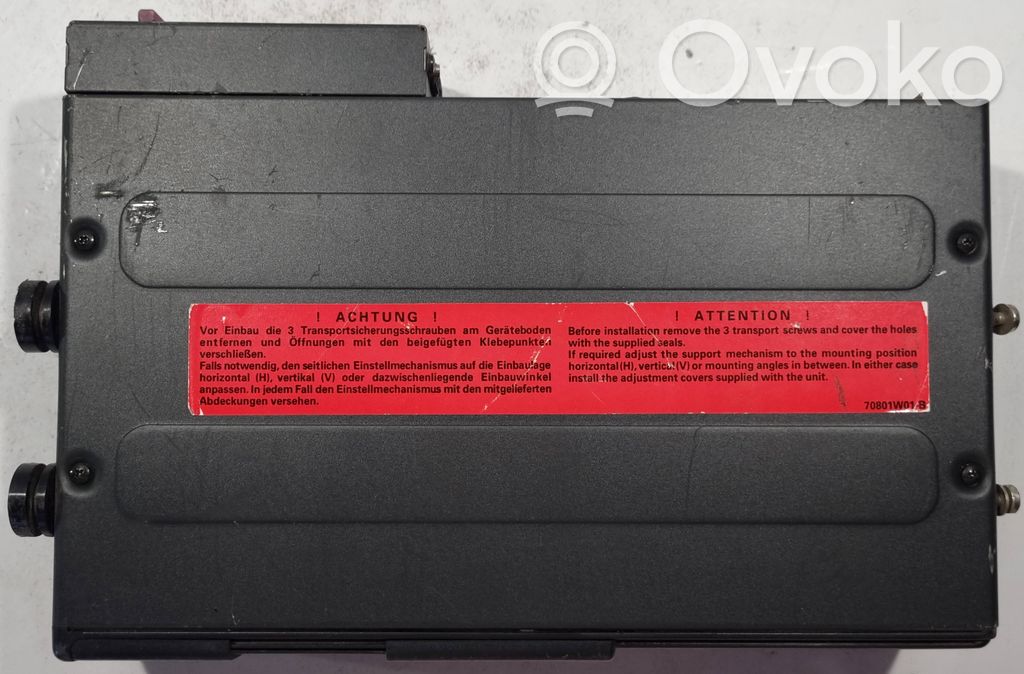 Ovoko
! ACHTUNG !
Vor Einbau die 3 Transportsicherungsschrauben am Geräteboden
entfernen und Öffnungen mit den beigefügten Klebepunkten
verschließen.
Falls notwendig, den seitlichen Einstellmechanismus auf die Einbaulage
horizontal (H), vertikal (V) oder dazwischenliegende Einbauwinkel
anpassen. In jedem Fall den Einstellmechanismus mit den mitgelieferten
Abdeckungen versehen.
! ATTENTION !
Before installation remove the 3 transport screws and cover the holes
with the supplied seals.
If required adjust the support mechanism to the mounting position
horizontal (H), vertical (V) or mounting angles in between. In either case
install the adjustment covers supplied with the unit.
70801W01-B